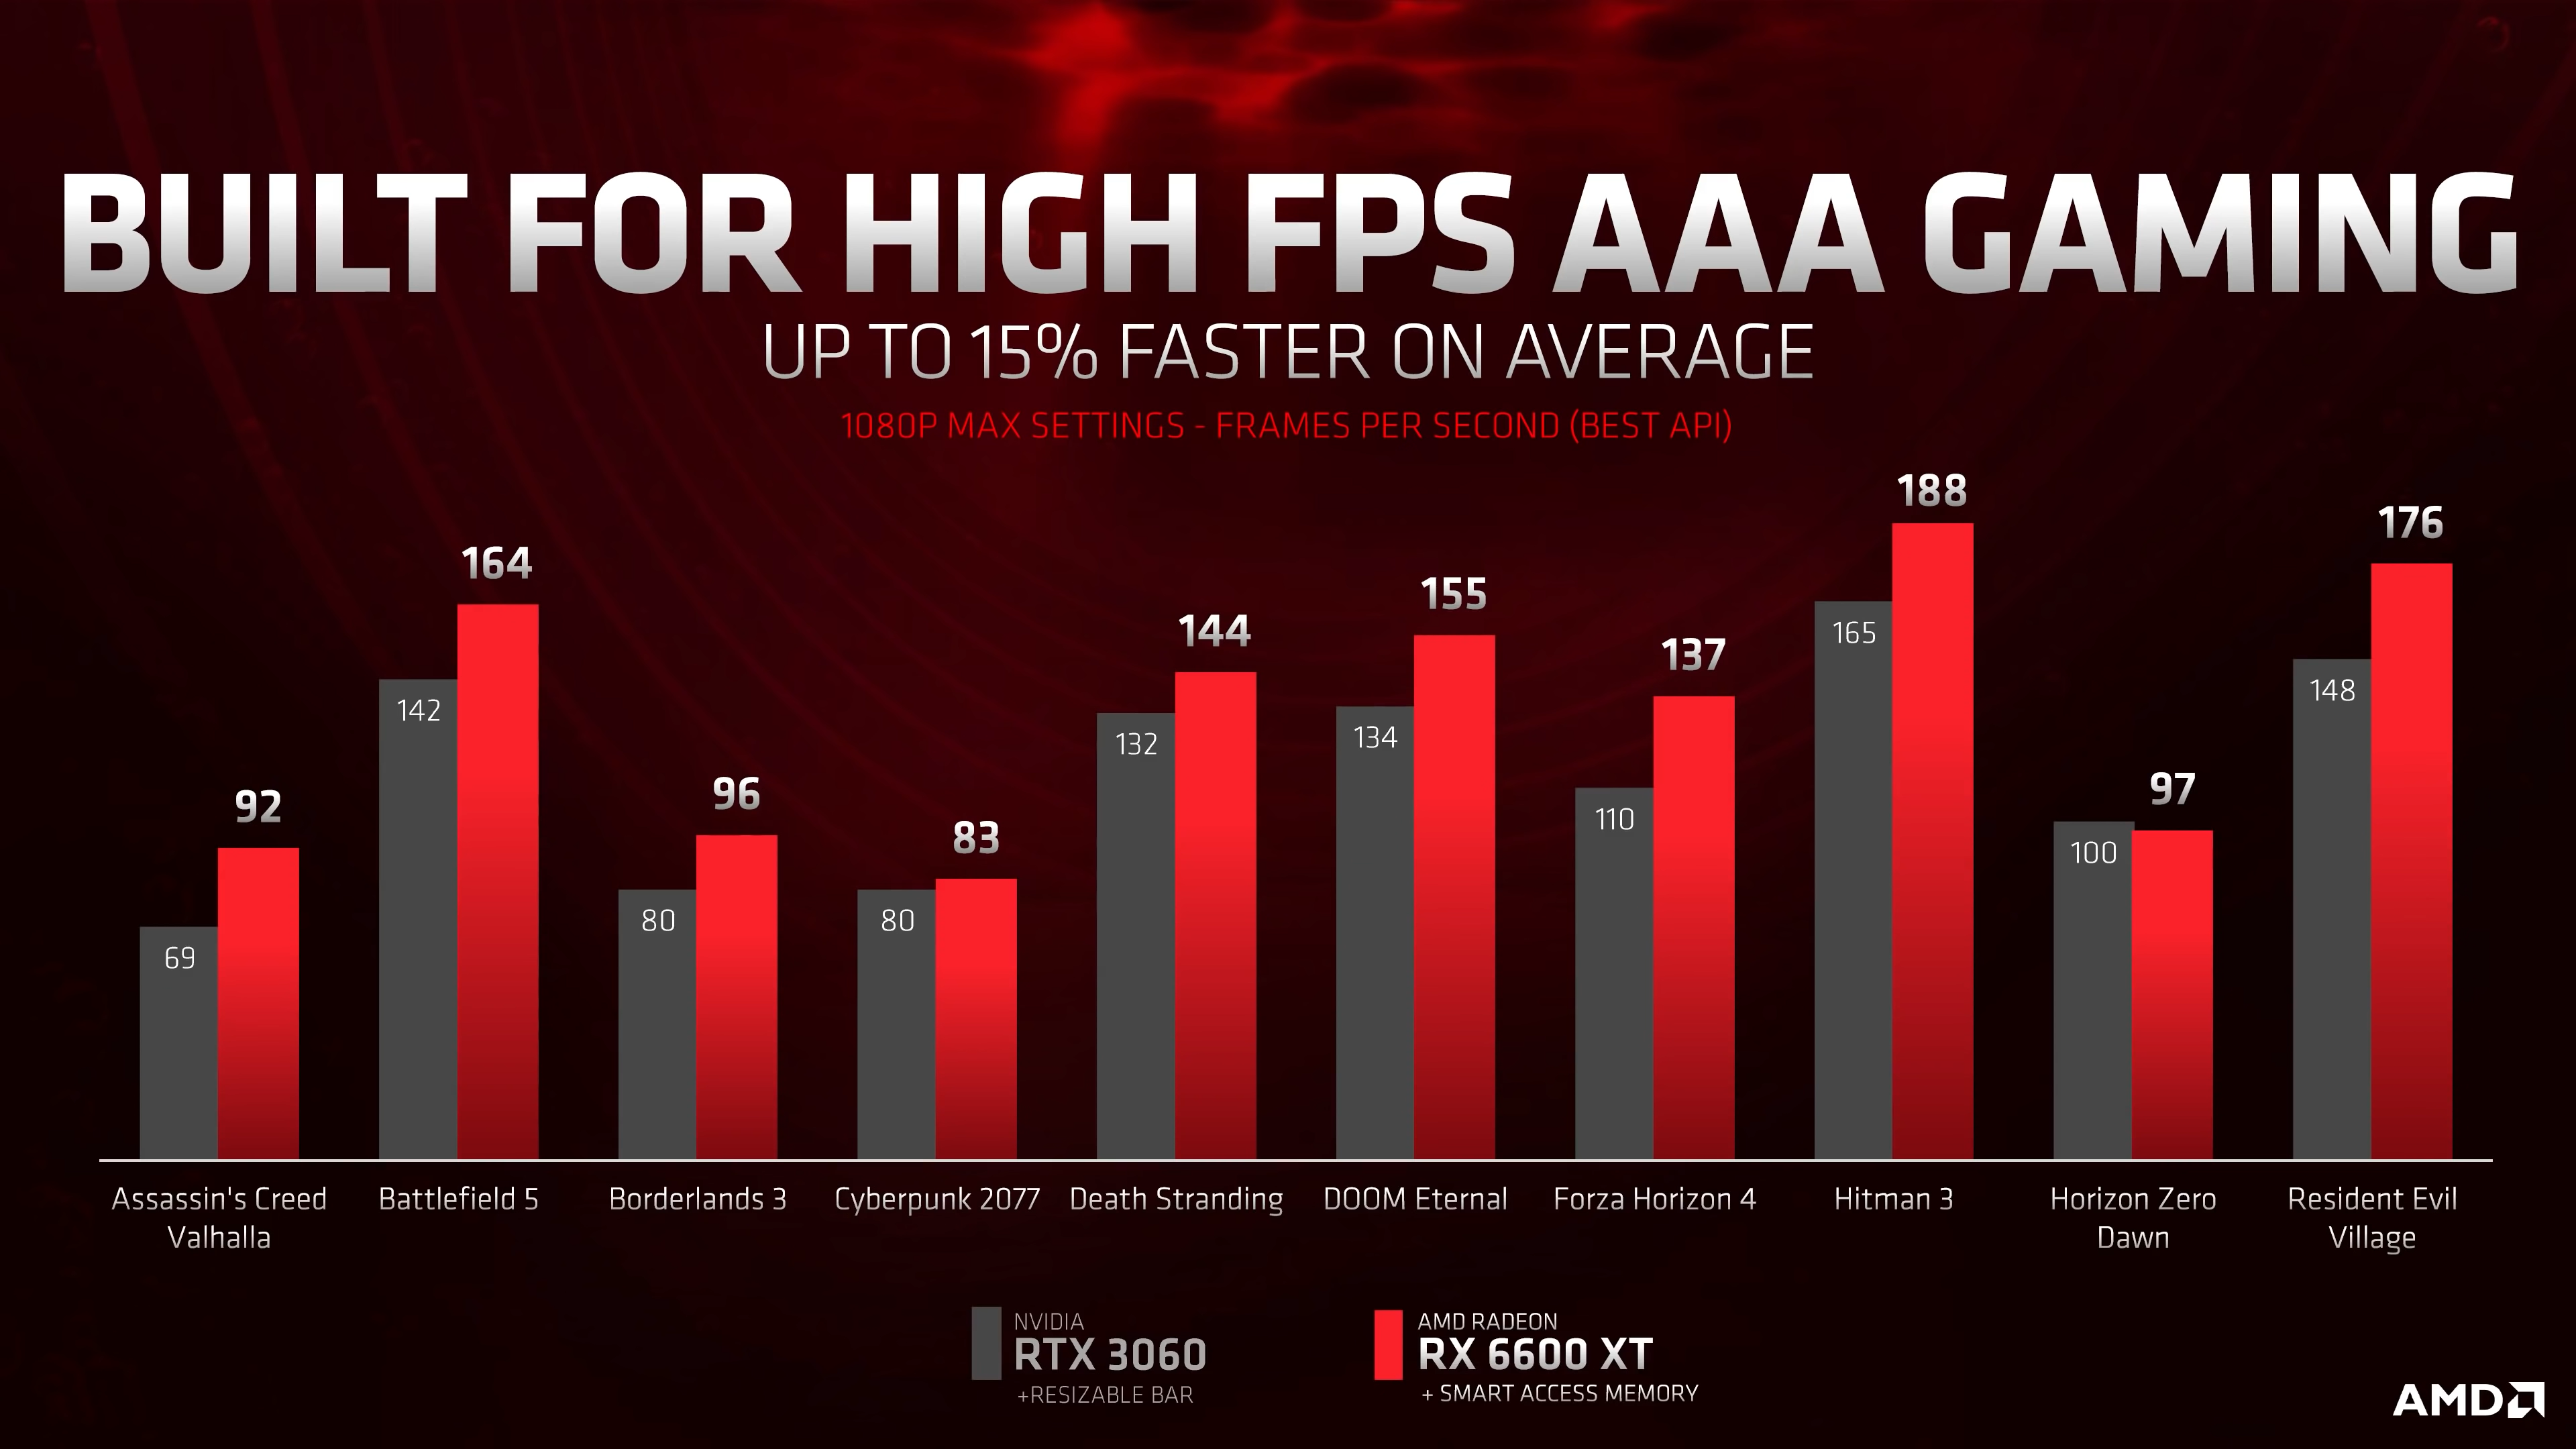 BUILT FOR HIGH FPS AAA GAMING
UP TO 15% FASTER ON AVERAGE
1080P MAX SETTINGS - FRAMES PER SECOND (BEST API)
69
92
142
164
80
96
80
83
132
144
134
155
110
137
165
188
100
97
148
176
Assassin's Creed
Valhalla
Battlefield 5
Borderlands 3
Cyberpunk 2077
Death Stranding
DOOM Eternal
Forza Horizon 4
Hitman 3
Horizon Zero
Dawn
Resident Evil
Village
NVIDIA
RTX 3060
+RESIZABLE BAR
AMD RADEON
RX 6600 XT
+ SMART ACCESS MEMORY
AMD